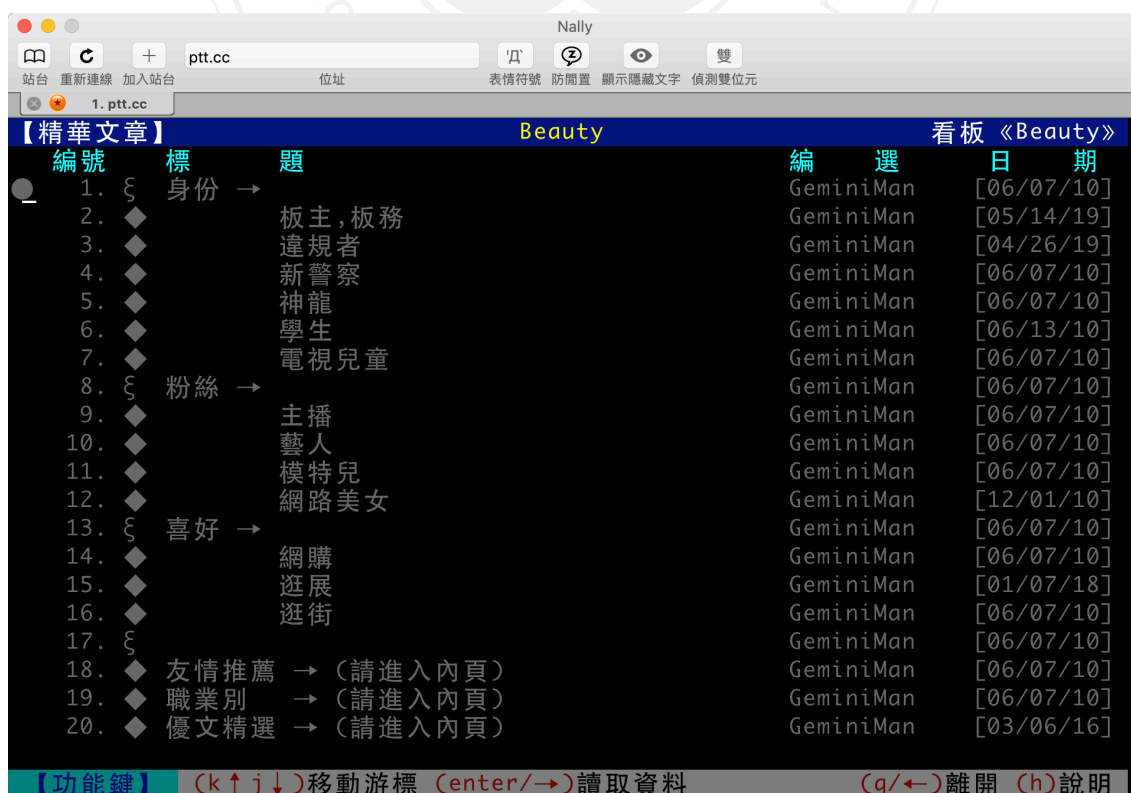 Nally
ptt.cc
'Д`
雙
站台 重新連線 加入站台 位址 表情符號 防閒置 顯示隱藏文字 偵測雙位元
1. ptt.cc
【精華文章】 Beauty 看板《Beauty》
編號 標 題 編 選 日 期
1. ξ 身份 → GeminiMan [06/07/10]
2. ◆ 板主,板務 GeminiMan [05/14/19]
3. ◆ 違規者 GeminiMan [04/26/19]
4. ◆ 新警察 GeminiMan [06/07/10]
5. ◆ 神龍 GeminiMan [06/07/10]
6. ◆ 學生 GeminiMan [06/13/10]
7. ◆ 電視兒童 GeminiMan [06/07/10]
8. ξ 粉絲 → GeminiMan [06/07/10]
9. ◆ 主播 GeminiMan [06/07/10]
10. ◆ 藝人 GeminiMan [06/07/10]
11. ◆ 模特兒 GeminiMan [06/07/10]
12. ◆ 網路美女 GeminiMan [12/01/10]
13. ξ 喜好 → GeminiMan [06/07/10]
14. ◆ 網購 GeminiMan [06/07/10]
15. ◆ 逛展 GeminiMan [01/07/18]
16. ◆ 逛街 GeminiMan [06/07/10]
17. ξ GeminiMan [06/07/10]
18. ◆ 友情推薦 → (請進入內頁) GeminiMan [06/07/10]
19. ◆ 職業別 → (請進入內頁) GeminiMan [06/07/10]
20. ◆ 優文精選 → (請進入內頁) GeminiMan [03/06/16]
【功能鍵】 (k↑j↓)移動游標 (enter/→)讀取資料 (q/←)離開 (h)說明